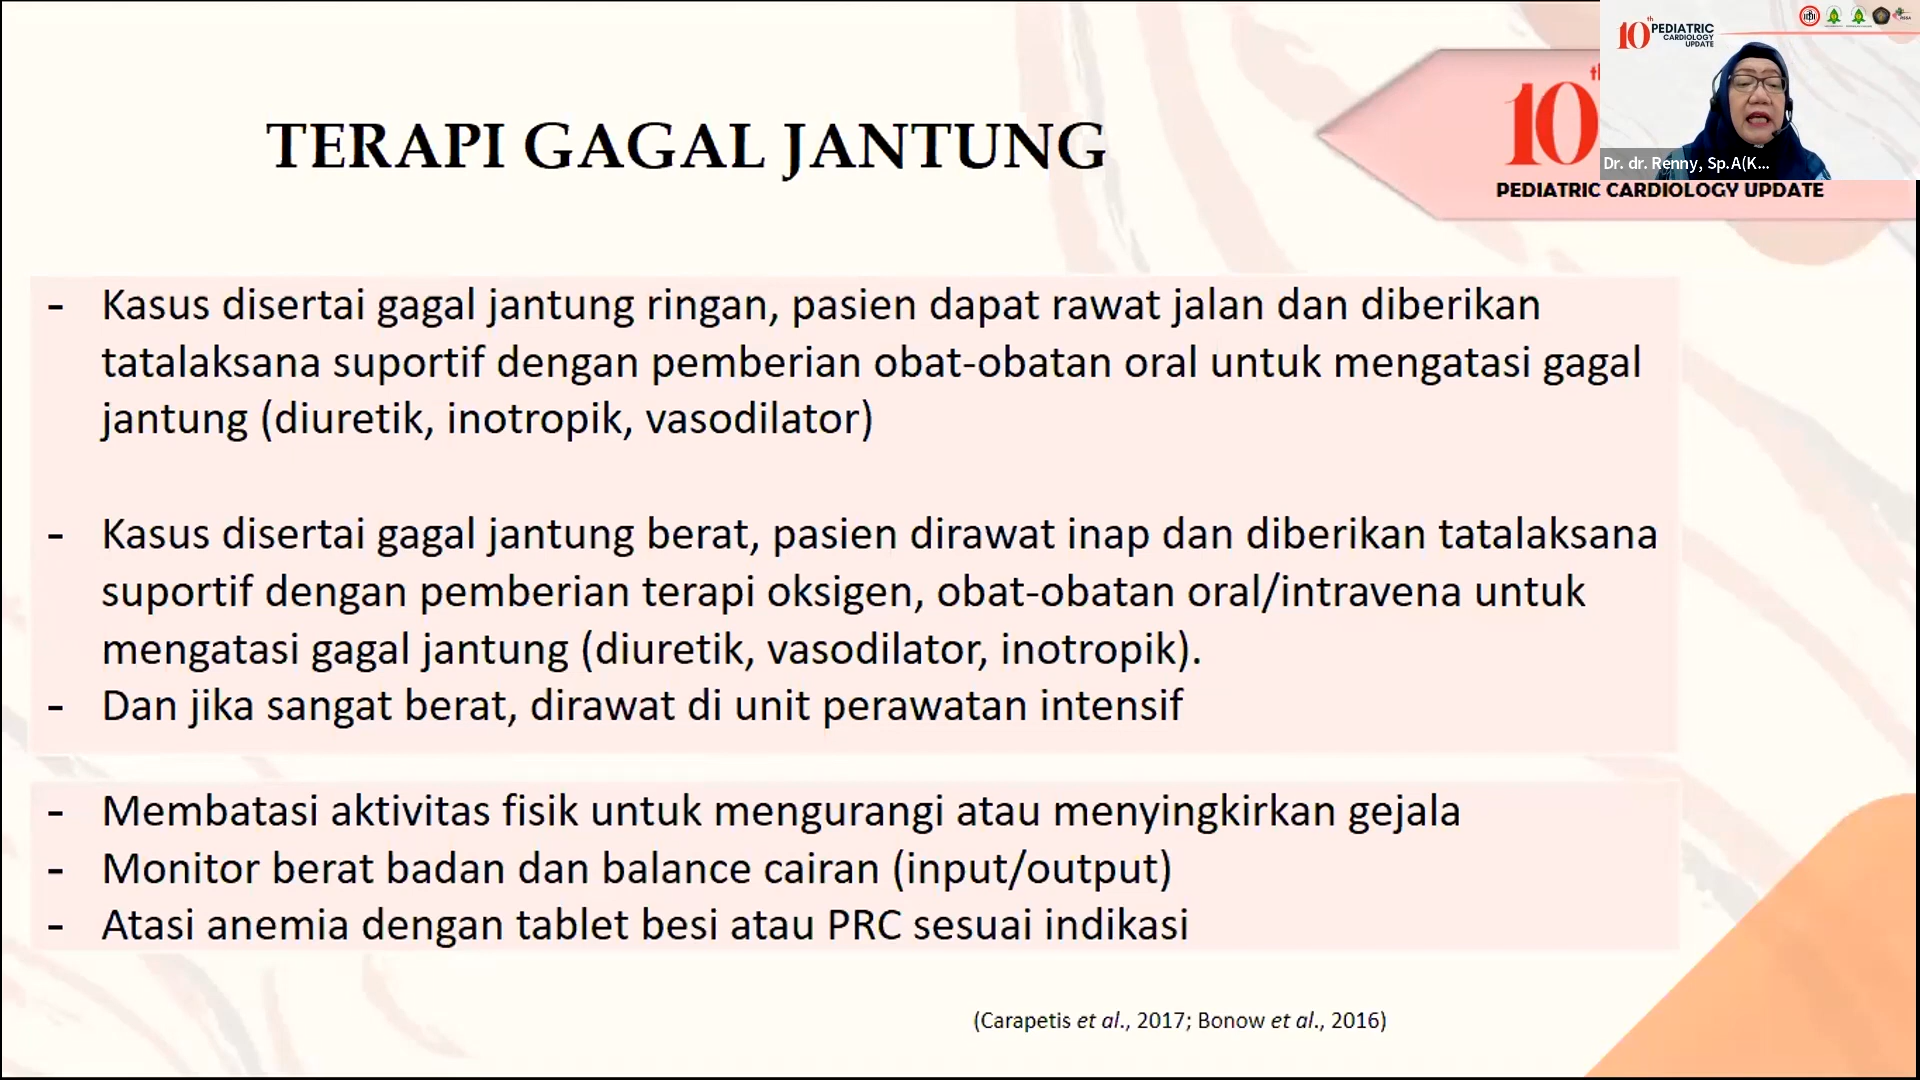 10th PEDIATRIC
CARDIOLOGY
UPDATE
Dr. dr. Renny, Sp.A(K...
TERAPI GAGAL JANTUNG
10th
PEDIATRIC CARDIOLOGY UPDATE
- Kasus disertai gagal jantung ringan, pasien dapat rawat jalan dan diberikan
tatalaksana suportif dengan pemberian obat-obatan oral untuk mengatasi gagal
jantung (diuretik, inotropik, vasodilator)
- Kasus disertai gagal jantung berat, pasien dirawat inap dan diberikan tatalaksana
suportif dengan pemberian terapi oksigen, obat-obatan oral/intravena untuk
mengatasi gagal jantung (diuretik, vasodilator, inotropik).
- Dan jika sangat berat, dirawat di unit perawatan intensif
- Membatasi aktivitas fisik untuk mengurangi atau menyingkirkan gejala
- Monitor berat badan dan balance cairan (input/output)
- Atasi anemia dengan tablet besi atau PRC sesuai indikasi
(Carapetis et al., 2017; Bonow et al., 2016)